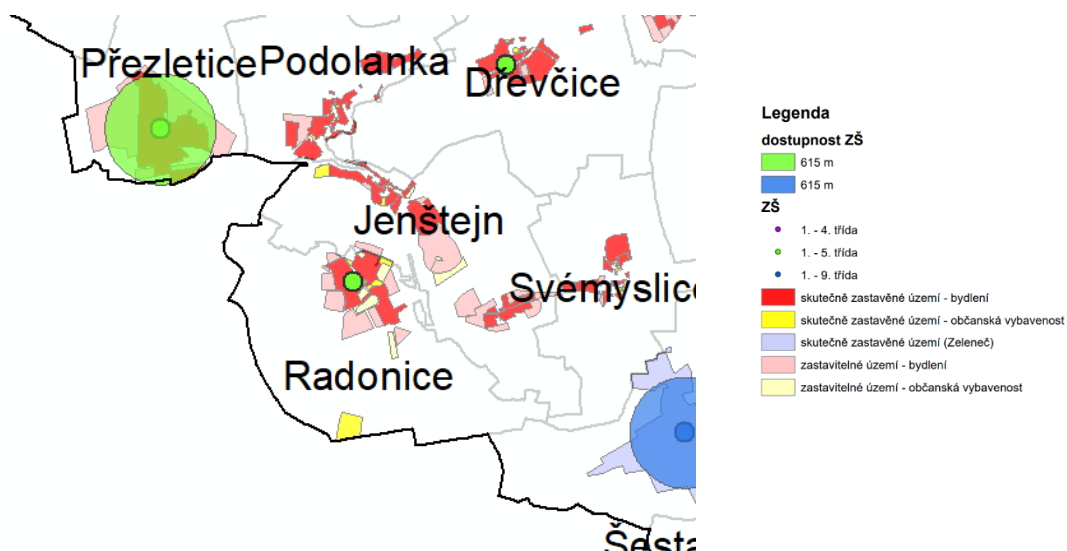 Přezletice
Podolanka
Dřevčice
Jenštejn
Svémyslice
Radonice
Šesta
Legenda
dostupnost ZŠ
615 m
615 m
ZŠ
1. - 4. třída
1. - 5. třída
1. - 9. třída
skutečně zastavěné území - bydlení
skutečně zastavěné území - občanská vybavenost
skutečně zastavěné území (Zeleneč)
zastavitelné území - bydlení
zastavitelné území - občanská vybavenost